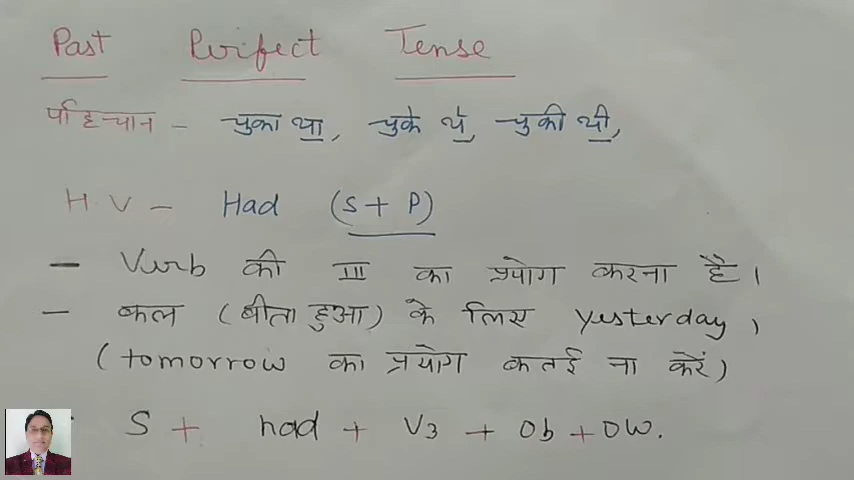 Past Perfect Tense
पहिचान - चुका था, चुके थे, चुकी थी,
H.V - Had (S + P)
- Verb की III का प्रयोग करना है।
- कल (बीता हुआ) के लिए yesterday,
(tomorrow का प्रयोग कतई ना करें)
S + had + V3 + Ob + OW.